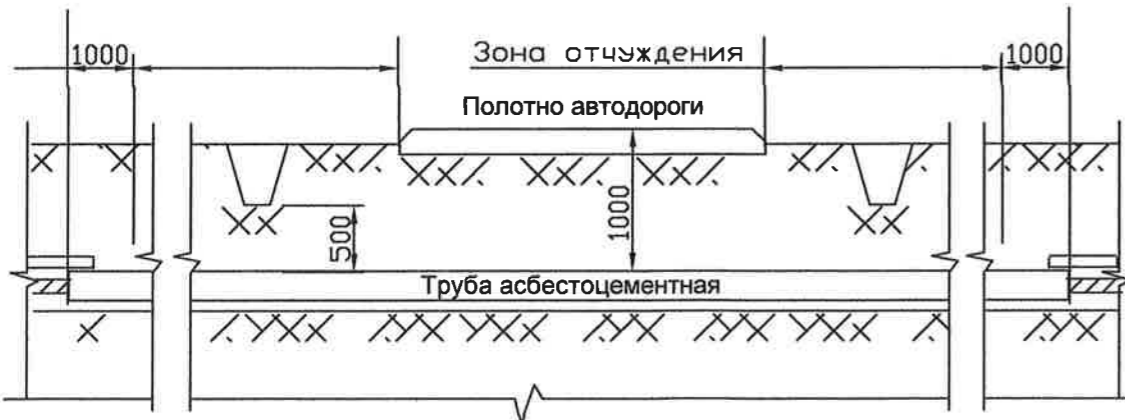 1000
Зона отчуждения
1000
Полотно автодороги
500
1000
Труба асбестоцементная